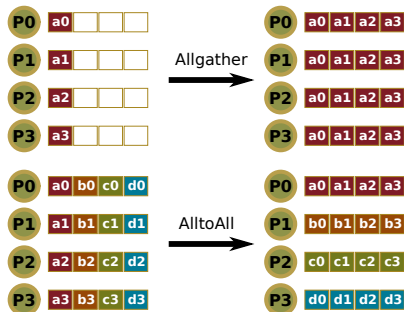 P0 a0 P0 a0 a1 a2 a3
P1 a1 Allgather P1 a0 a1 a2 a3
P2 a2 P2 a0 a1 a2 a3
P3 a3 P3 a0 a1 a2 a3
P0 a0 b0 c0 d0 P0 a0 a1 a2 a3
P1 a1 b1 c1 d1 AlltoAll P1 b0 b1 b2 b3
P2 a2 b2 c2 d2 P2 c0 c1 c2 c3
P3 a3 b3 c3 d3 P3 d0 d1 d2 d3